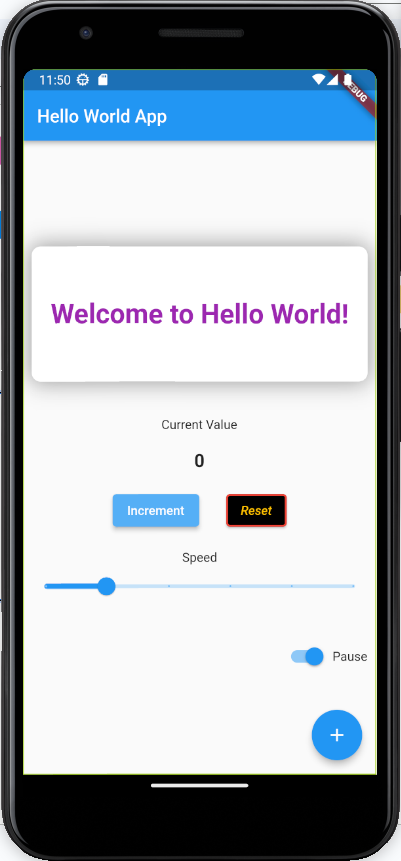 11:50
DEBUG
Hello World App
Welcome to Hello World!
Current Value
0
Increment Reset
Speed
Pause
+